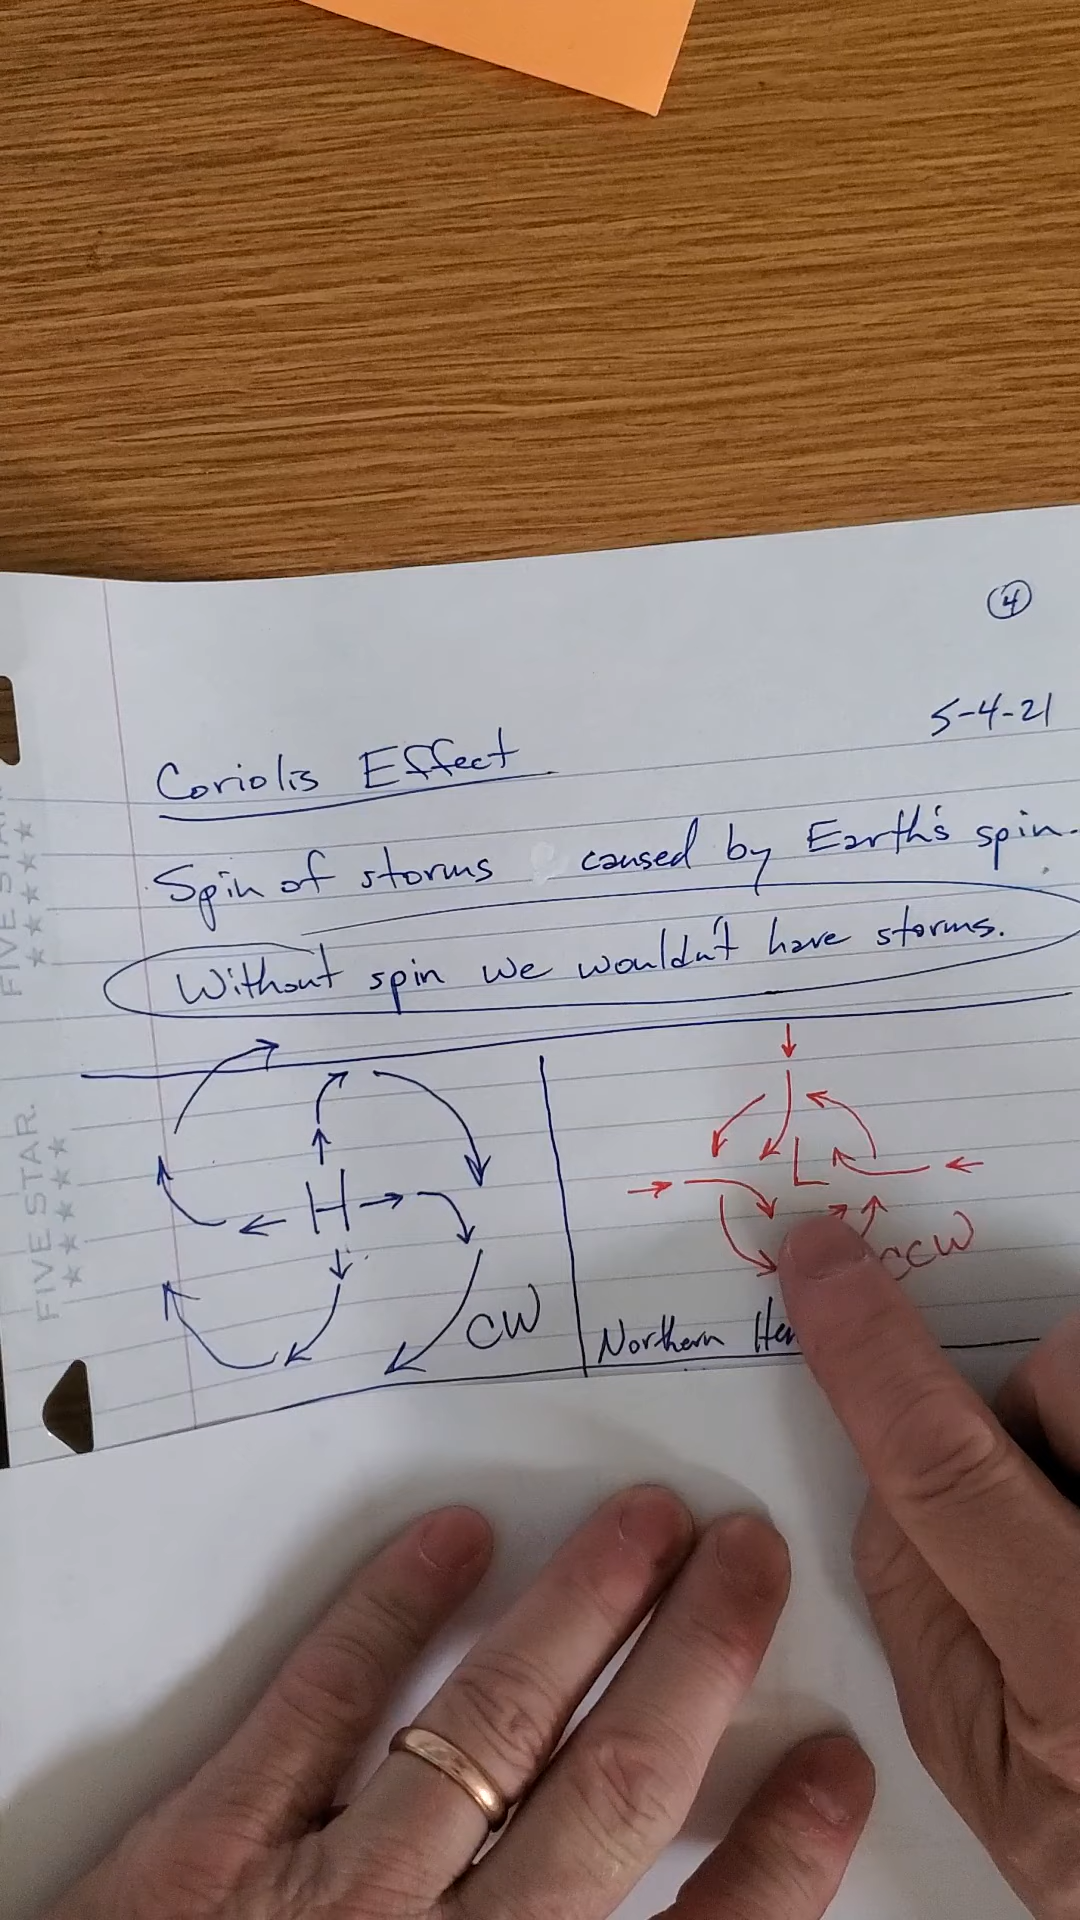 ④
5-4-21
Coriolis Effect
Spin of storms caused by Earth's spin.
Without spin we wouldn't have storms.
H
L
CW
CCW
Northern
FIVE STAR.
FIVE STAR